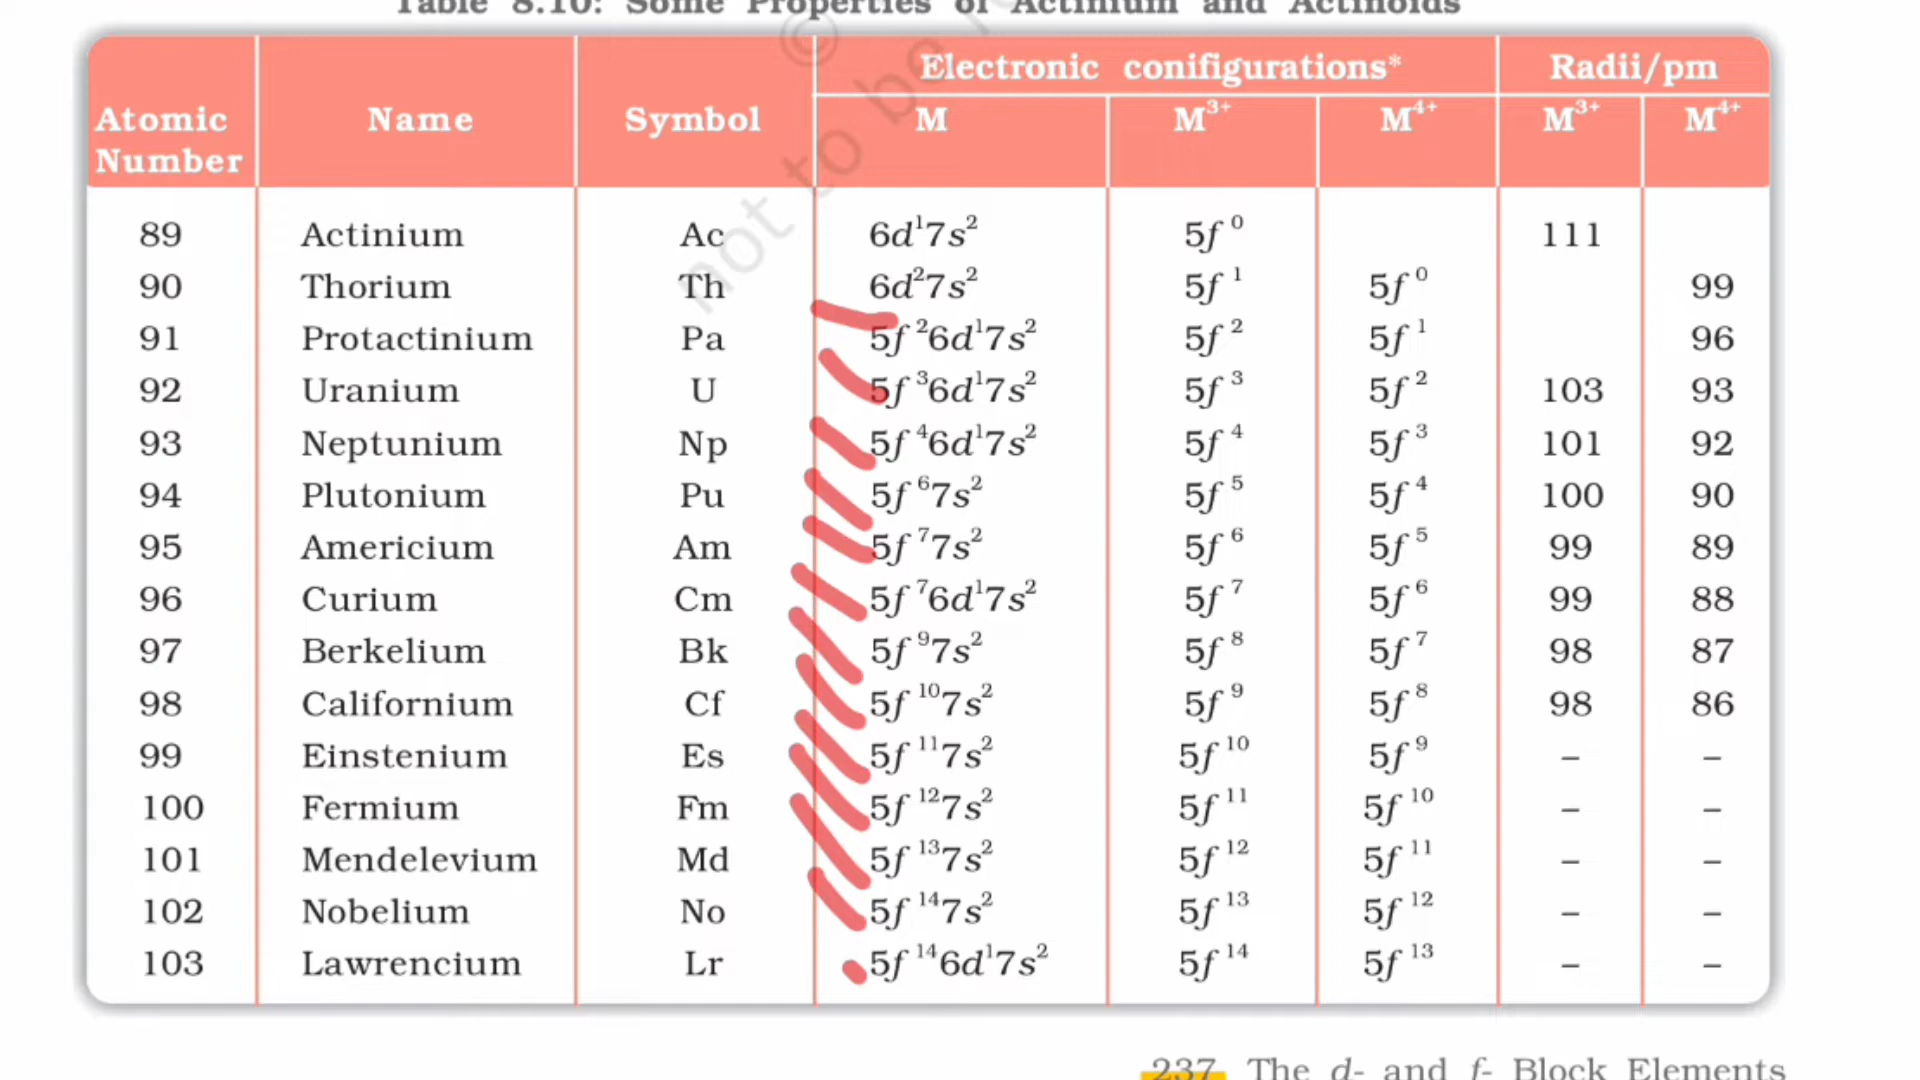 Table 8.10: Some Properties of Actinium and Actinoids
Electronic conifigurations* Radii/pm
Atomic Number Name Symbol M M³⁺ M⁴⁺ M³⁺ M⁴⁺
89 Actinium Ac 6d¹7s² 5f⁰ 111
90 Thorium Th 6d²7s² 5f¹ 5f⁰ 99
91 Protactinium Pa 5f²6d¹7s² 5f² 5f¹ 96
92 Uranium U 5f³6d¹7s² 5f³ 5f² 103 93
93 Neptunium Np 5f⁴6d¹7s² 5f⁴ 5f³ 101 92
94 Plutonium Pu 5f⁶7s² 5f⁵ 5f⁴ 100 90
95 Americium Am 5f⁷7s² 5f⁶ 5f⁵ 99 89
96 Curium Cm 5f⁷6d¹7s² 5f⁷ 5f⁶ 99 88
97 Berkelium Bk 5f⁹7s² 5f⁸ 5f⁷ 98 87
98 Californium Cf 5f¹⁰7s² 5f⁹ 5f⁸ 98 86
99 Einstenium Es 5f¹¹7s² 5f¹⁰ 5f⁹ – –
100 Fermium Fm 5f¹²7s² 5f¹¹ 5f¹⁰ – –
101 Mendelevium Md 5f¹³7s² 5f¹² 5f¹¹ – –
102 Nobelium No 5f¹⁴7s² 5f¹³ 5f¹² – –
103 Lawrencium Lr 5f¹⁴6d¹7s² 5f¹⁴ 5f¹³ – –
237 The d- and f- Block Elements
©
not to be